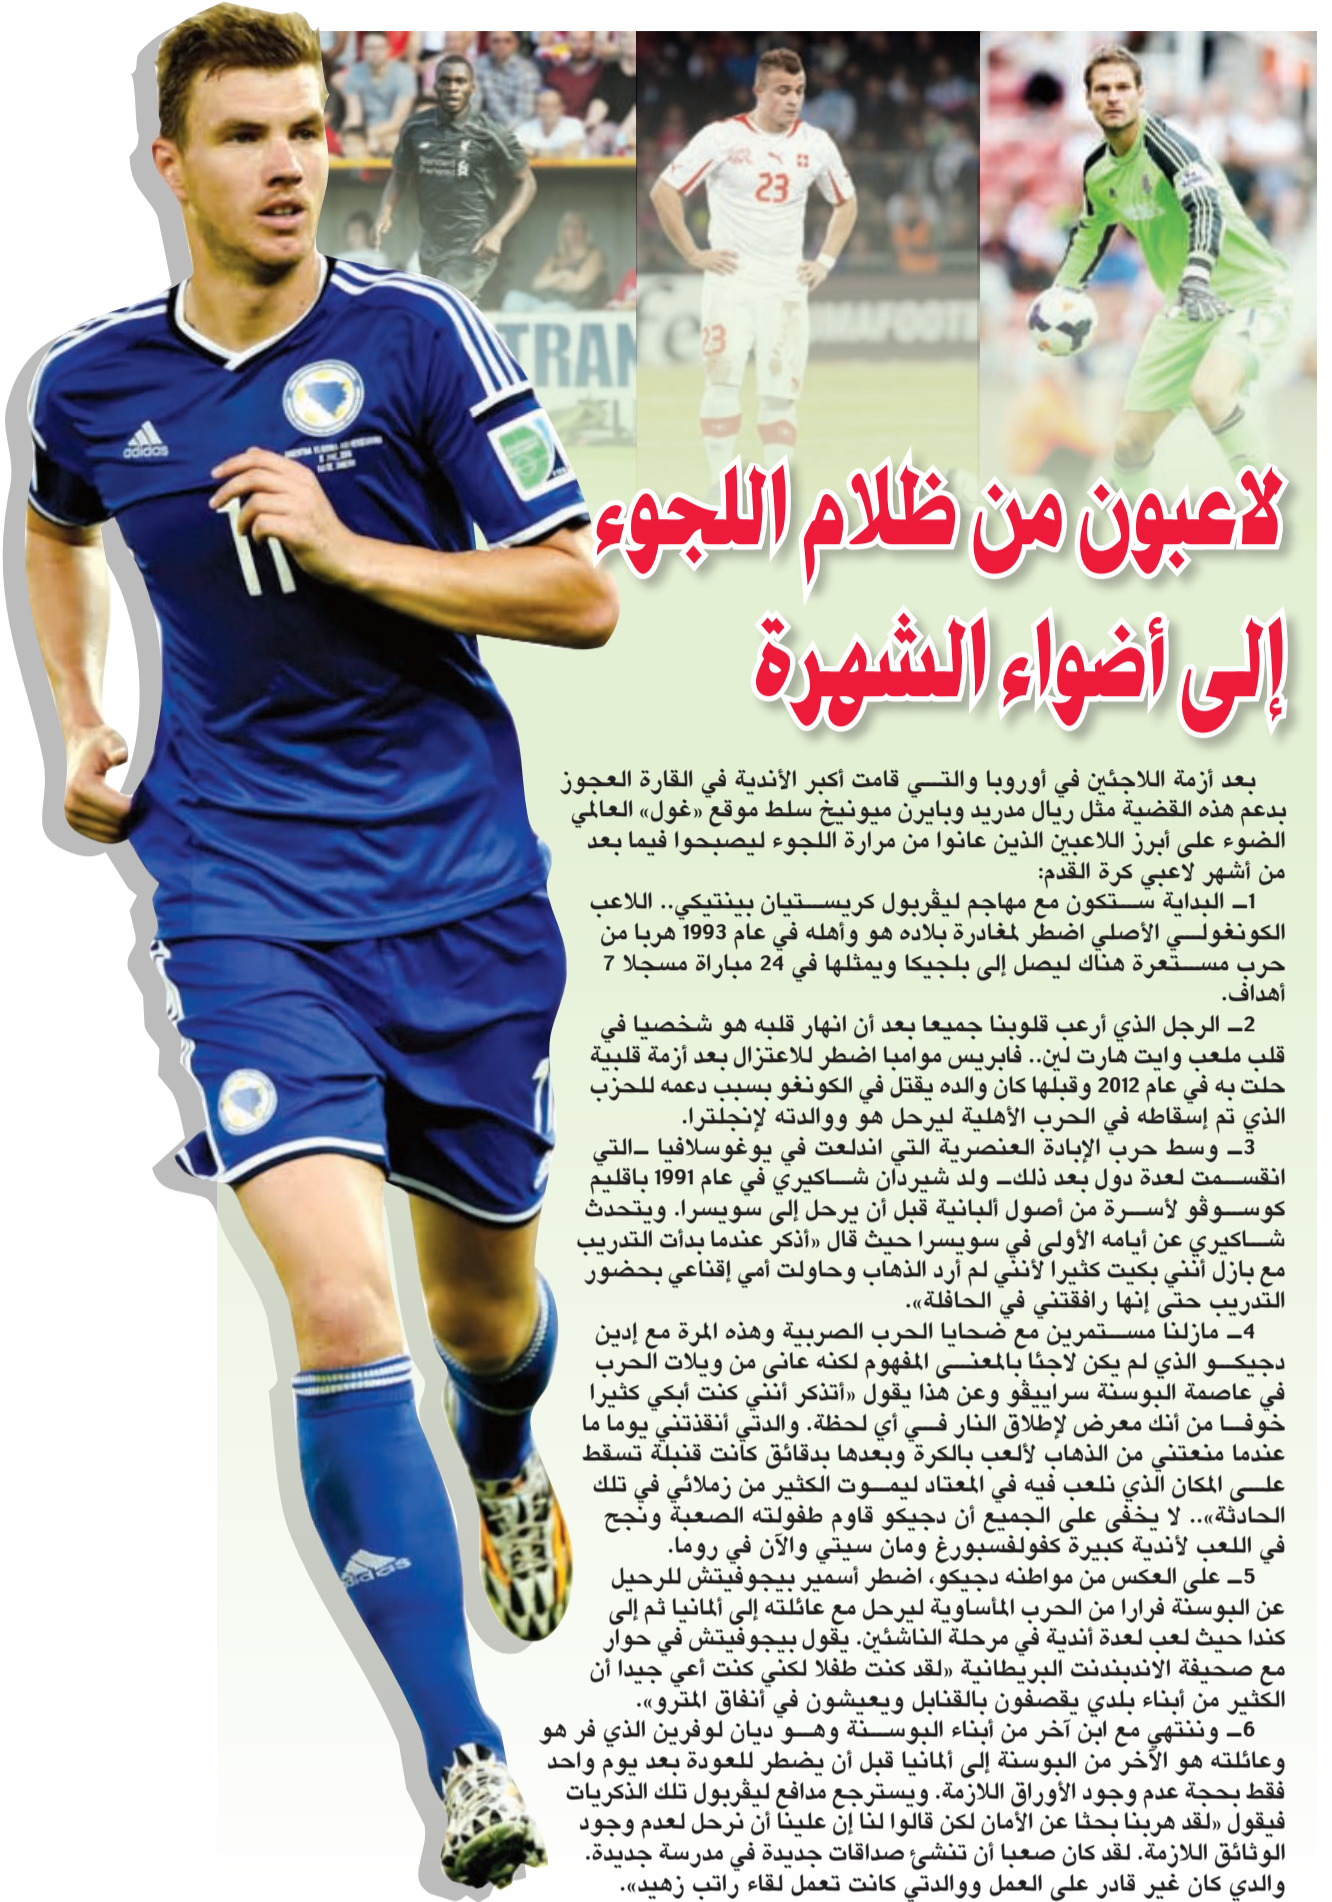 Standard
Chartered
23
23
TRAN
adidas
11
لاعبون من ظلام اللجوء
إلى أضواء الشهرة
بعد أزمة اللاجئين في أوروبا والتي قامت أكبر الأندية في القارة العجوز
بدعم هذه القضية مثل ريال مدريد وبايرن ميونيخ سلط موقع «غول» العالمي
الضوء على أبرز اللاعبين الذين عانوا من مرارة اللجوء ليصبحوا فيما بعد
من أشهر لاعبي كرة القدم:
1ـ البداية ستكون مع مهاجم ليڤربول كريستيان بينتيكي.. اللاعب
الكونغولي الأصلي اضطر لمغادرة بلاده هو وأهله في عام 1993 هربا من
حرب مستعرة هناك ليصل إلى بلجيكا ويمثلها في 24 مباراة مسجلا 7
أهداف.
2ـ الرجل الذي أرعب قلوبنا جميعا بعد أن انهار قلبه هو شخصيا في
قلب ملعب وايت هارت لين.. فابريس موامبا اضطر للاعتزال بعد أزمة قلبية
حلت به في عام 2012 وقبلها كان والده يقتل في الكونغو بسبب دعمه للحزب
الذي تم إسقاطه في الحرب الأهلية ليرحل هو ووالدته لإنجلترا.
3ـ وسط حرب الإبادة العنصرية التي اندلعت في يوغوسلافيا ـالتي
انقسمت لعدة دول بعد ذلكـ ولد شيردان شاكيري في عام 1991 باقليم
كوسوڤو لأسرة من أصول ألبانية قبل أن يرحل إلى سويسرا. ويتحدث
شاكيري عن أيامه الأولى في سويسرا حيث قال «أذكر عندما بدأت التدريب
مع بازل أنني بكيت كثيرا لأنني لم أرد الذهاب وحاولت أمي إقناعي بحضور
التدريب حتى إنها رافقتني في الحافلة».
4ـ مازلنا مستمرين مع ضحايا الحرب الصربية وهذه المرة مع إدين
دجيكو الذي لم يكن لاجئا بالمعنى المفهوم لكنه عانى من ويلات الحرب
في عاصمة البوسنة سراييڤو وعن هذا يقول «أتذكر أنني كنت أبكي كثيرا
خوفا من أنك معرض لإطلاق النار في أي لحظة. والدتي أنقذتني يوما ما
عندما منعتني من الذهاب لألعب بالكرة وبعدها بدقائق كانت قنبلة تسقط
على المكان الذي نلعب فيه في المعتاد ليموت الكثير من زملائي في تلك
الحادثة».. لا يخفى على الجميع أن دجيكو قاوم طفولته الصعبة ونجح
في اللعب لأندية كبيرة كفولفسبورغ ومان سيتي والآن في روما.
5ـ على العكس من مواطنه دجيكو، اضطر أسمير بيجوفيتش للرحيل
عن البوسنة فرارا من الحرب المأساوية ليرحل مع عائلته إلى ألمانيا ثم إلى
كندا حيث لعب لعدة أندية في مرحلة الناشئين. يقول بيجوفيتش في حوار
مع صحيفة الاندبندنت البريطانية «لقد كنت طفلا لكني كنت أعي جيدا أن
الكثير من أبناء بلدي يقصفون بالقنابل ويعيشون في أنفاق المترو».
6ـ وننتهي مع ابن آخر من أبناء البوسنة وهو ديان لوفرين الذي فر هو
وعائلته هو الآخر من البوسنة إلى ألمانيا قبل أن يضطر للعودة بعد يوم واحد
فقط بحجة عدم وجود الأوراق اللازمة. ويسترجع مدافع ليڤربول تلك الذكريات
فيقول «لقد هربنا بحثا عن الأمان لكن قالوا لنا إن علينا أن نرحل لعدم وجود
الوثائق اللازمة. لقد كان صعبا أن تنشئ صداقات جديدة في مدرسة جديدة.
والدي كان غير قادر على العمل ووالدتي كانت تعمل لقاء راتب زهيد».
adidas